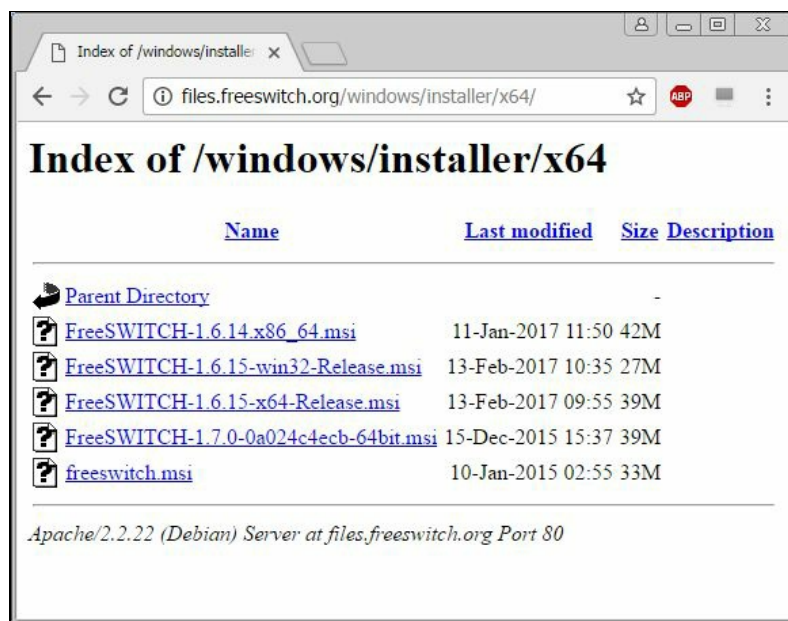 Index of /windows/installe
files.freeswitch.org/windows/installer/x64/
ABP
Index of /windows/installer/x64
Name Last modified Size Description
Parent Directory -
FreeSWITCH-1.6.14.x86_64.msi 11-Jan-2017 11:50 42M
FreeSWITCH-1.6.15-win32-Release.msi 13-Feb-2017 10:35 27M
FreeSWITCH-1.6.15-x64-Release.msi 13-Feb-2017 09:55 39M
FreeSWITCH-1.7.0-0a024c4ecb-64bit.msi 15-Dec-2015 15:37 39M
freeswitch.msi 10-Jan-2015 02:55 33M
Apache/2.2.22 (Debian) Server at files.freeswitch.org Port 80